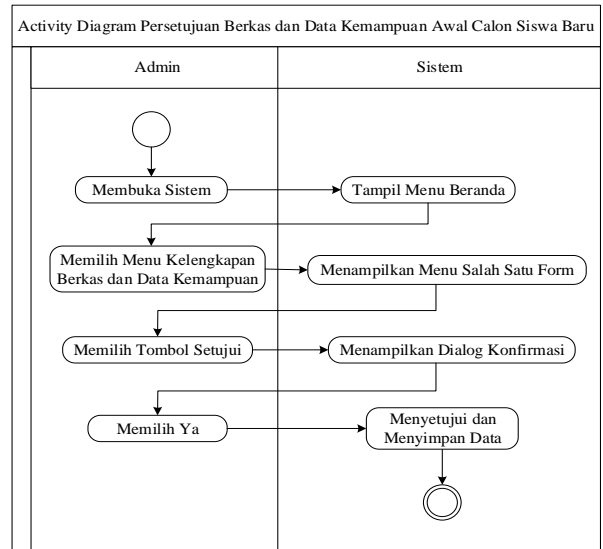 Activity Diagram Persetujuan Berkas dan Data Kemampuan Awal Calon Siswa Baru
Admin
Sistem
Membuka Sistem
Tampil Menu Beranda
Memilih Menu Kelengkapan
Berkas dan Data Kemampuan
Menampilkan Menu Salah Satu Form
Memilih Tombol Setujui
Menampilkan Dialog Konfirmasi
Memilih Ya
Menyetujui dan
Menyimpan Data